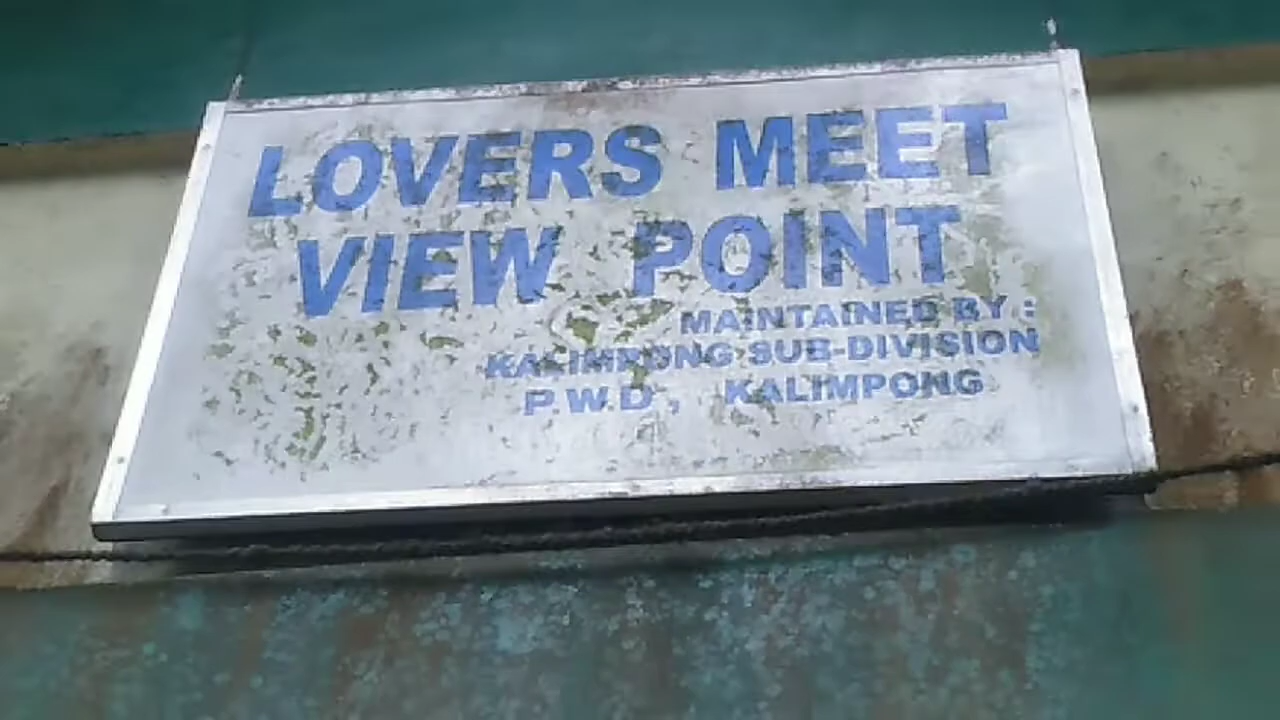 LOVERS MEET
VIEW POINT
MAINTAINED BY :
KALIMPONG SUB-DIVISION
P.W.D , KALIMPONG